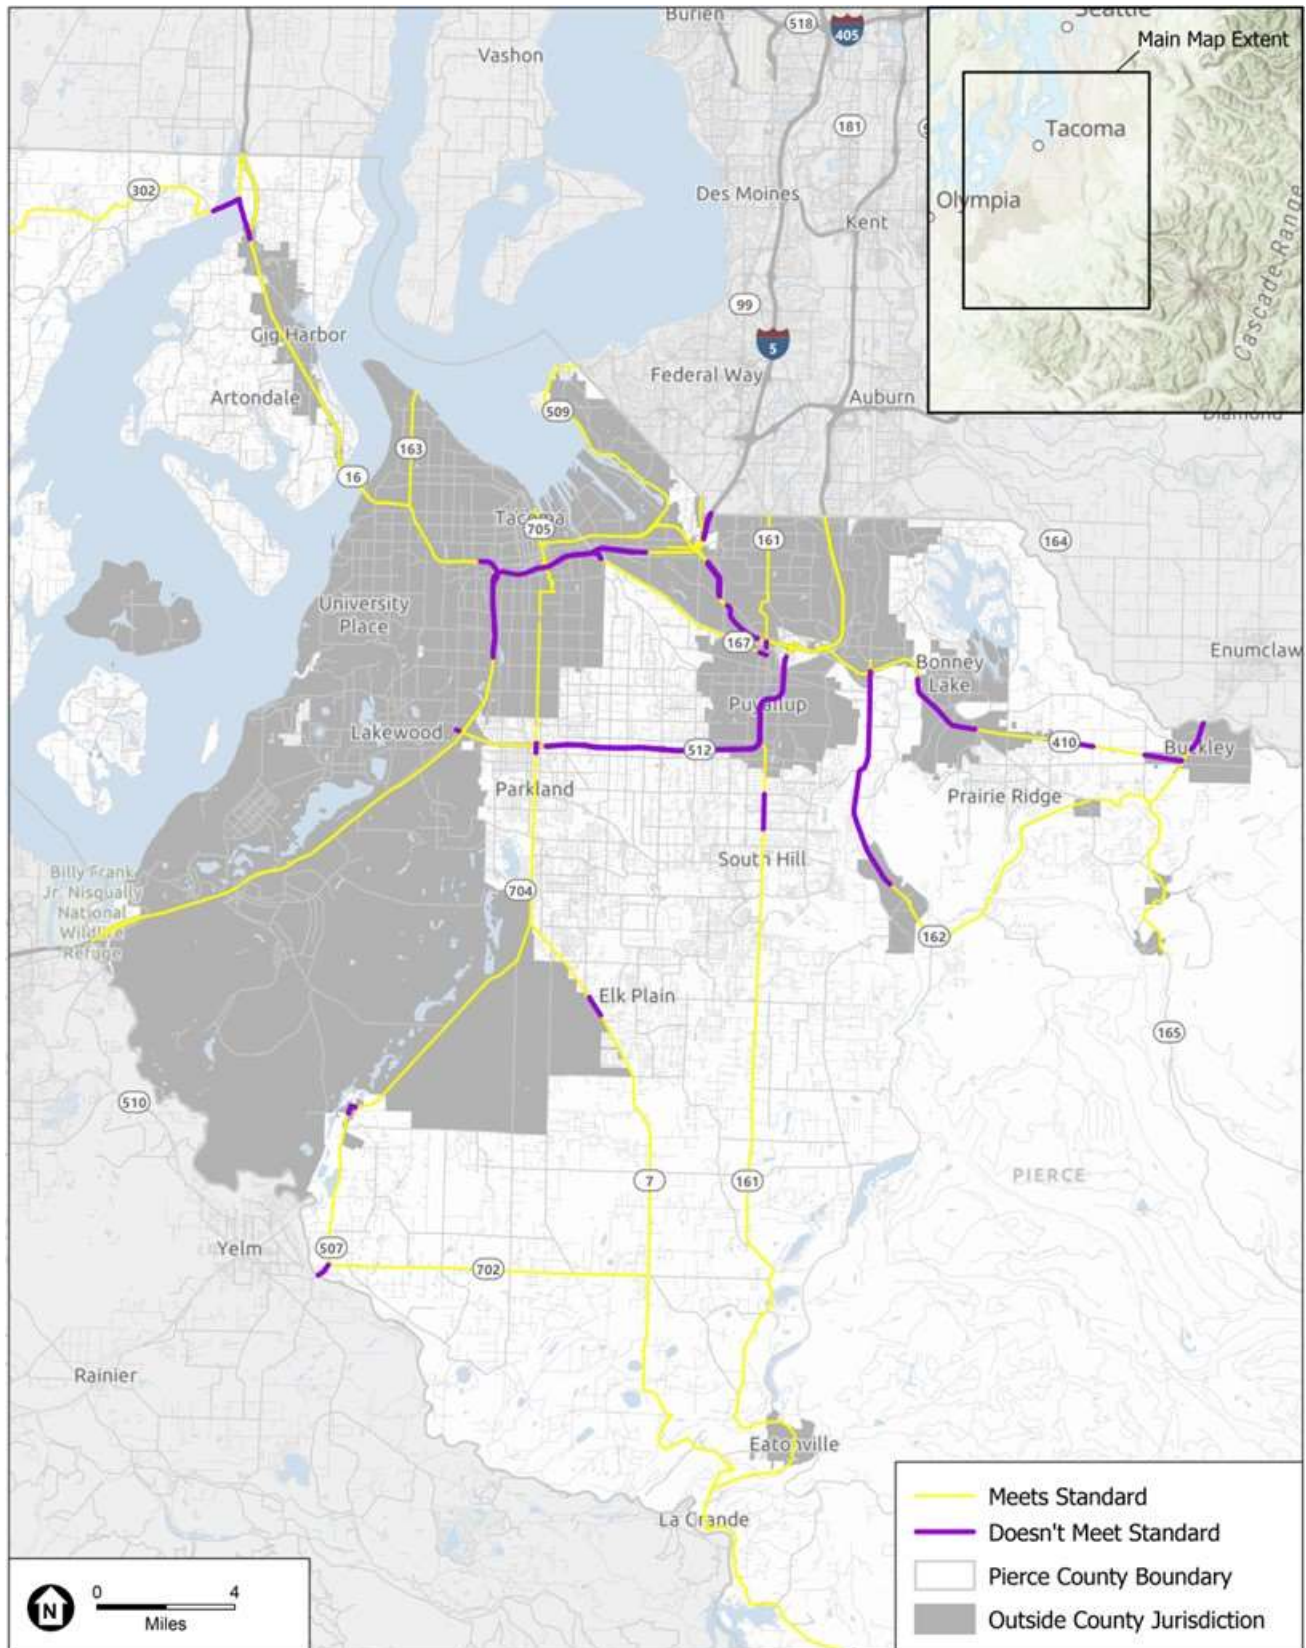 Burien
518
405
Vashon
181
Des Moines
Kent
99
5
Federal Way
Auburn
Seattle
Main Map Extent
Tacoma
Olympia
Cascade Range
Diamond
302
Gig Harbor
Artondale
163
16
509
Tacoma
705
161
164
University
Place
167
Enumclaw
Bonney
Lake
Puyallup
Lakewood
512
410
Buckley
Parkland
Prairie Ridge
South Hill
Billy Frank
Jr. Nisqually
National
Wildlife
Refuge
704
162
Elk Plain
165
510
PIERCE
7
161
Yelm
507
702
Rainier
Eatonville
La Grande
Meets Standard
Doesn't Meet Standard
Pierce County Boundary
Outside County Jurisdiction
N
0 4
Miles